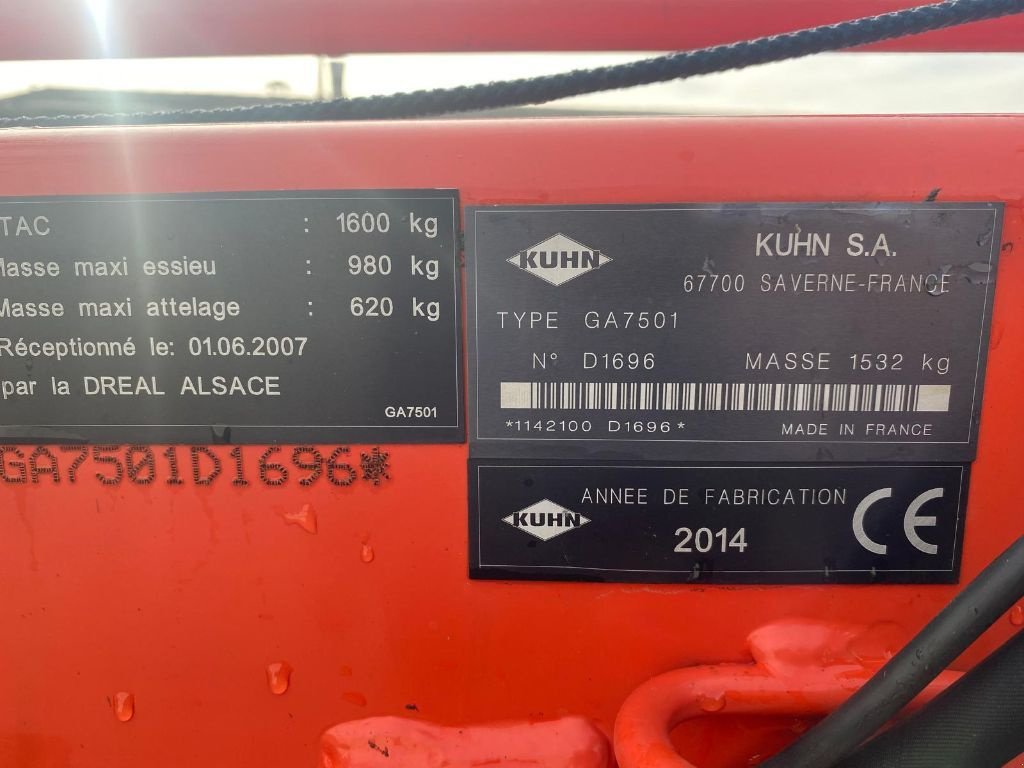 TAC : 1600 kg
Masse maxi essieu : 980 kg
Masse maxi attelage : 620 kg
Réceptionné le: 01.06.2007
par la DREAL ALSACE
GA7501
GA7501D1696*
KUHN
KUHN S.A.
67700 SAVERNE-FRANCE
TYPE GA7501
N° D1696 MASSE 1532 kg
*1142100 D1696*
MADE IN FRANCE
KUHN
ANNEE DE FABRICATION
2014
CE